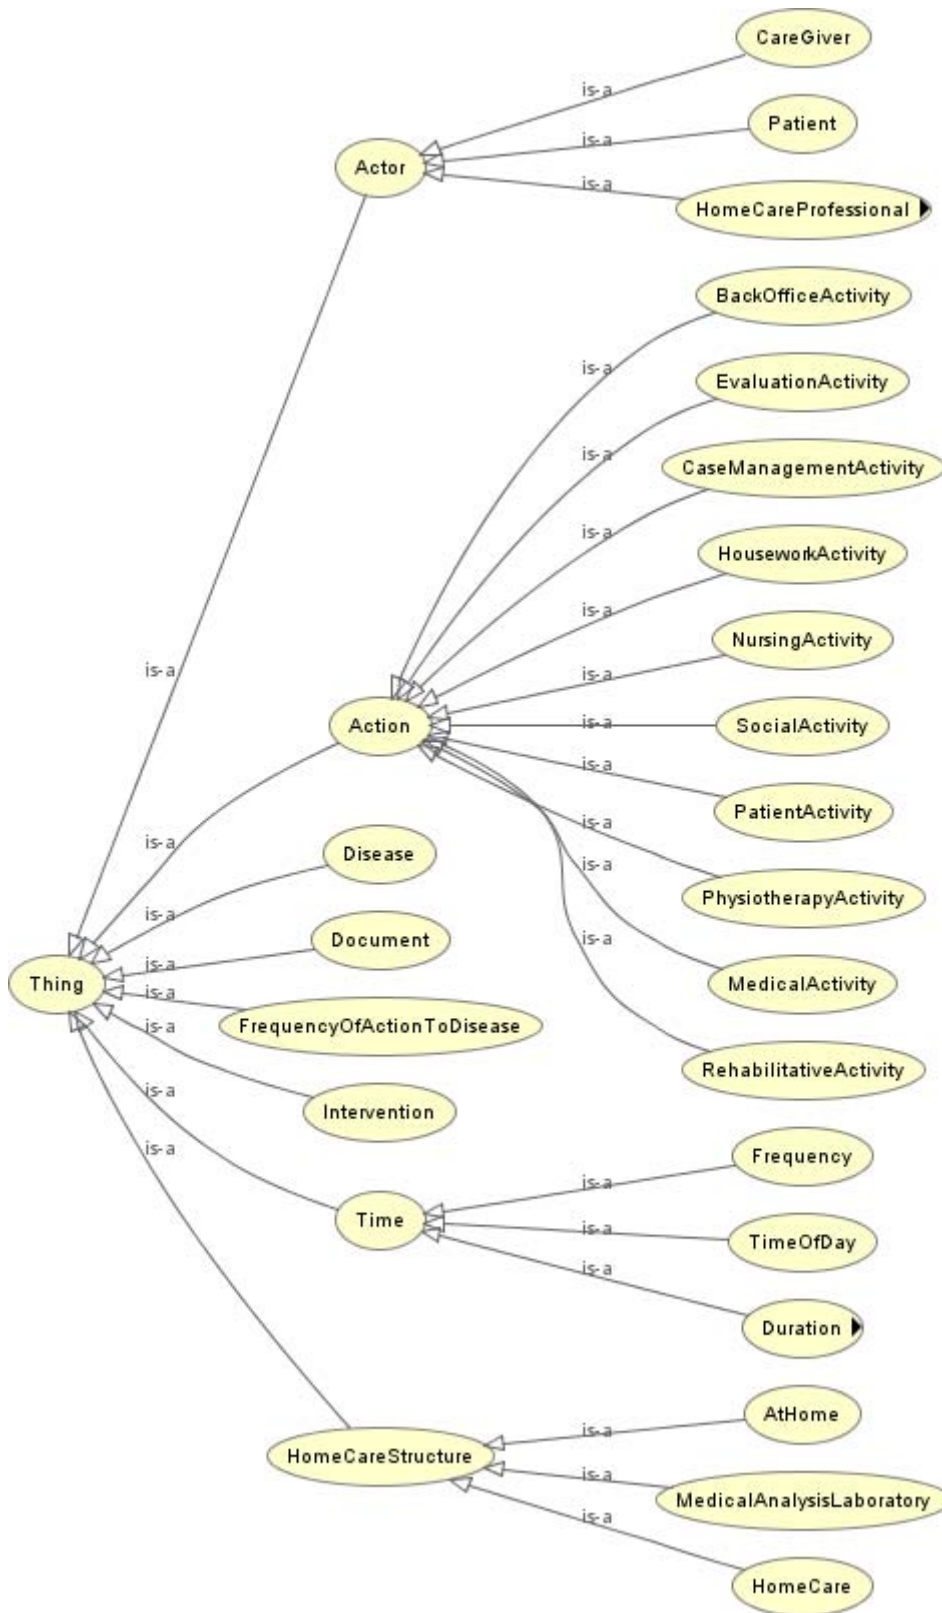 CareGiver
is-a
Patient
is-a
Actor
is-a
HomeCareProfessional
BackOfficeActivity
is-a
EvaluationActivity
is-a
CaseManagementActivity
is-a
HouseworkActivity
is-a
NursingActivity
is-a
is-a
Action
is-a
SocialActivity
is-a
PatientActivity
is-a
is-a
Disease
is-a
PhysiotherapyActivity
is-a
Document
is-a
is-a
Thing
is-a
MedicalActivity
FrequencyOfActionToDisease
is-a
RehabilitativeActivity
Intervention
is-a
is-a
Frequency
is-a
Time
is-a
TimeOfDay
is-a
Duration
AtHome
is-a
HomeCareStructure
is-a
MedicalAnalysisLaboratory
is-a
HomeCare